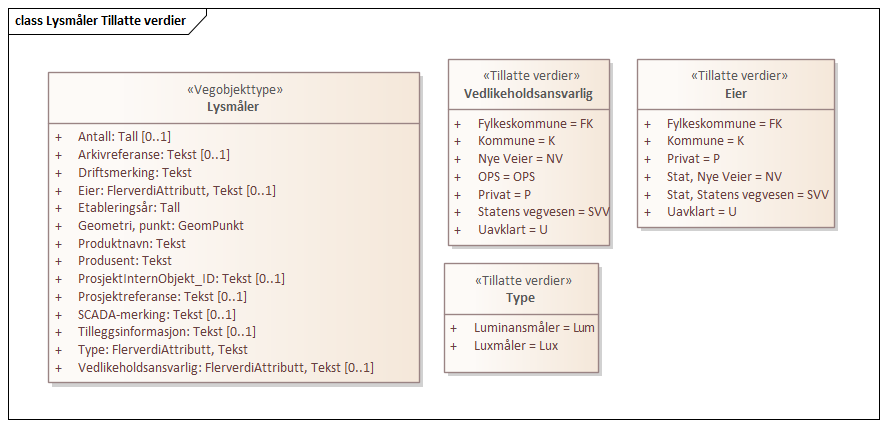 class Lysmåler Tillatte verdier
«Vegobjekttype»
Lysmåler
+ Antall: Tall [0..1]
+ Arkivreferanse: Tekst [0..1]
+ Driftsmerking: Tekst
+ Eier: FlerverdiAttributt, Tekst [0..1]
+ Etableringsår: Tall
+ Geometri, punkt: GeomPunkt
+ Produktnavn: Tekst
+ Produsent: Tekst
+ ProsjektInternObjekt_ID: Tekst [0..1]
+ Prosjektreferanse: Tekst [0..1]
+ SCADA-merking: Tekst [0..1]
+ Tilleggsinformasjon: Tekst [0..1]
+ Type: FlerverdiAttributt, Tekst
+ Vedlikeholdsansvarlig: FlerverdiAttributt, Tekst [0..1]
«Tillatte verdier»
Vedlikeholdsansvarlig
+ Fylkeskommune = FK
+ Kommune = K
+ Nye Veier = NV
+ OPS = OPS
+ Privat = P
+ Statens vegvesen = SVV
+ Uavklart = U
«Tillatte verdier»
Eier
+ Fylkeskommune = FK
+ Kommune = K
+ Privat = P
+ Stat, Nye Veier = NV
+ Stat, Statens vegvesen = SVV
+ Uavklart = U
«Tillatte verdier»
Type
+ Luminansmåler = Lum
+ Luxmåler = Lux